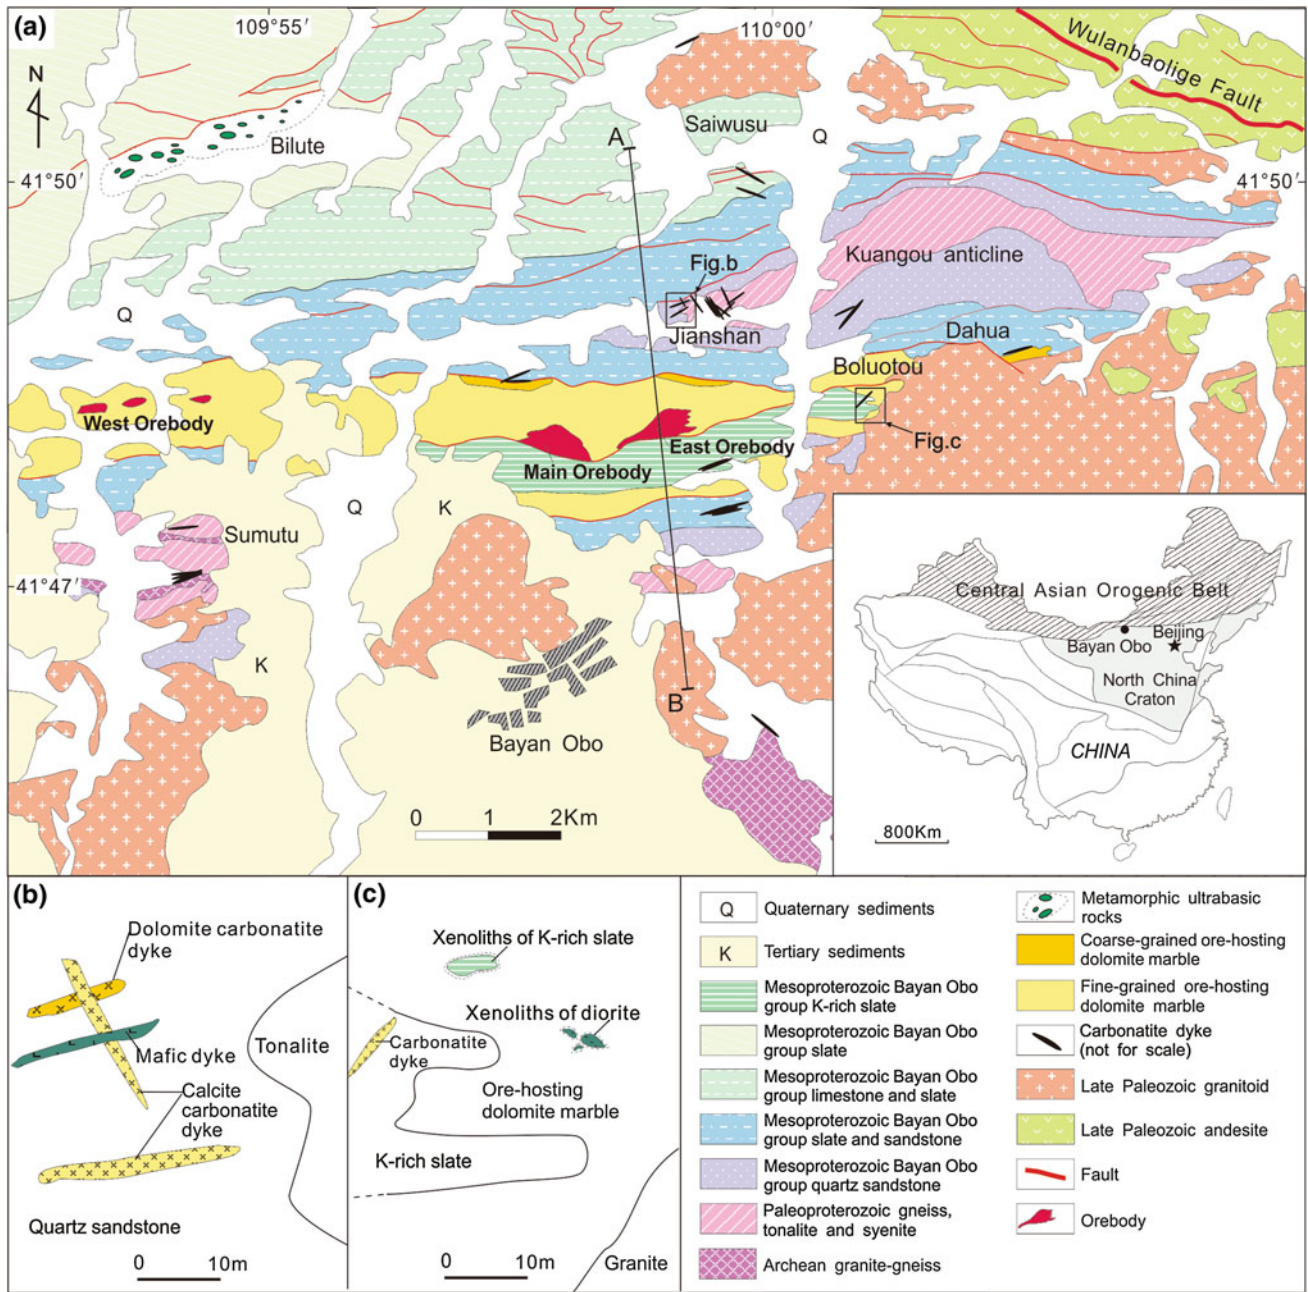 (a)
109°55′
110°00′
N
Wulanbaolige Fault
Saiwusu
A
Q
Bilute
41°50′
41°50′
Kuangou anticline
Fig.b
Q
Jianshan
Dahua
Boluotou
West Orebody
East Orebody
Fig.c
Main Orebody
Q
K
Sumutu
41°47′
K
B
Bayan Obo
0 1 2Km
Central Asian Orogenic Belt
Beijing
Bayan Obo
North China
Craton
CHINA
800Km
(b)
Dolomite carbonatite
dyke
Mafic dyke
Tonalite
Calcite
carbonatite
dyke
Quartz sandstone
0 10m
(c)
Xenoliths of K-rich slate
Xenoliths of diorite
Carbonatite
dyke
Ore-hosting
dolomite marble
K-rich slate
0 10m
Granite
Q Quaternary sediments
K Tertiary sediments
Mesoproterozoic Bayan Obo
group K-rich slate
Mesoproterozoic Bayan Obo
group slate
Mesoproterozoic Bayan Obo
group limestone and slate
Mesoproterozoic Bayan Obo
group slate and sandstone
Mesoproterozoic Bayan Obo
group quartz sandstone
Paleoproterozoic gneiss,
tonalite and syenite
Archean granite-gneiss
Metamorphic ultrabasic
rocks
Coarse-grained ore-hosting
dolomite marble
Fine-grained ore-hosting
dolomite marble
Carbonatite dyke
(not for scale)
Late Paleozoic granitoid
Late Paleozoic andesite
Fault
Orebody